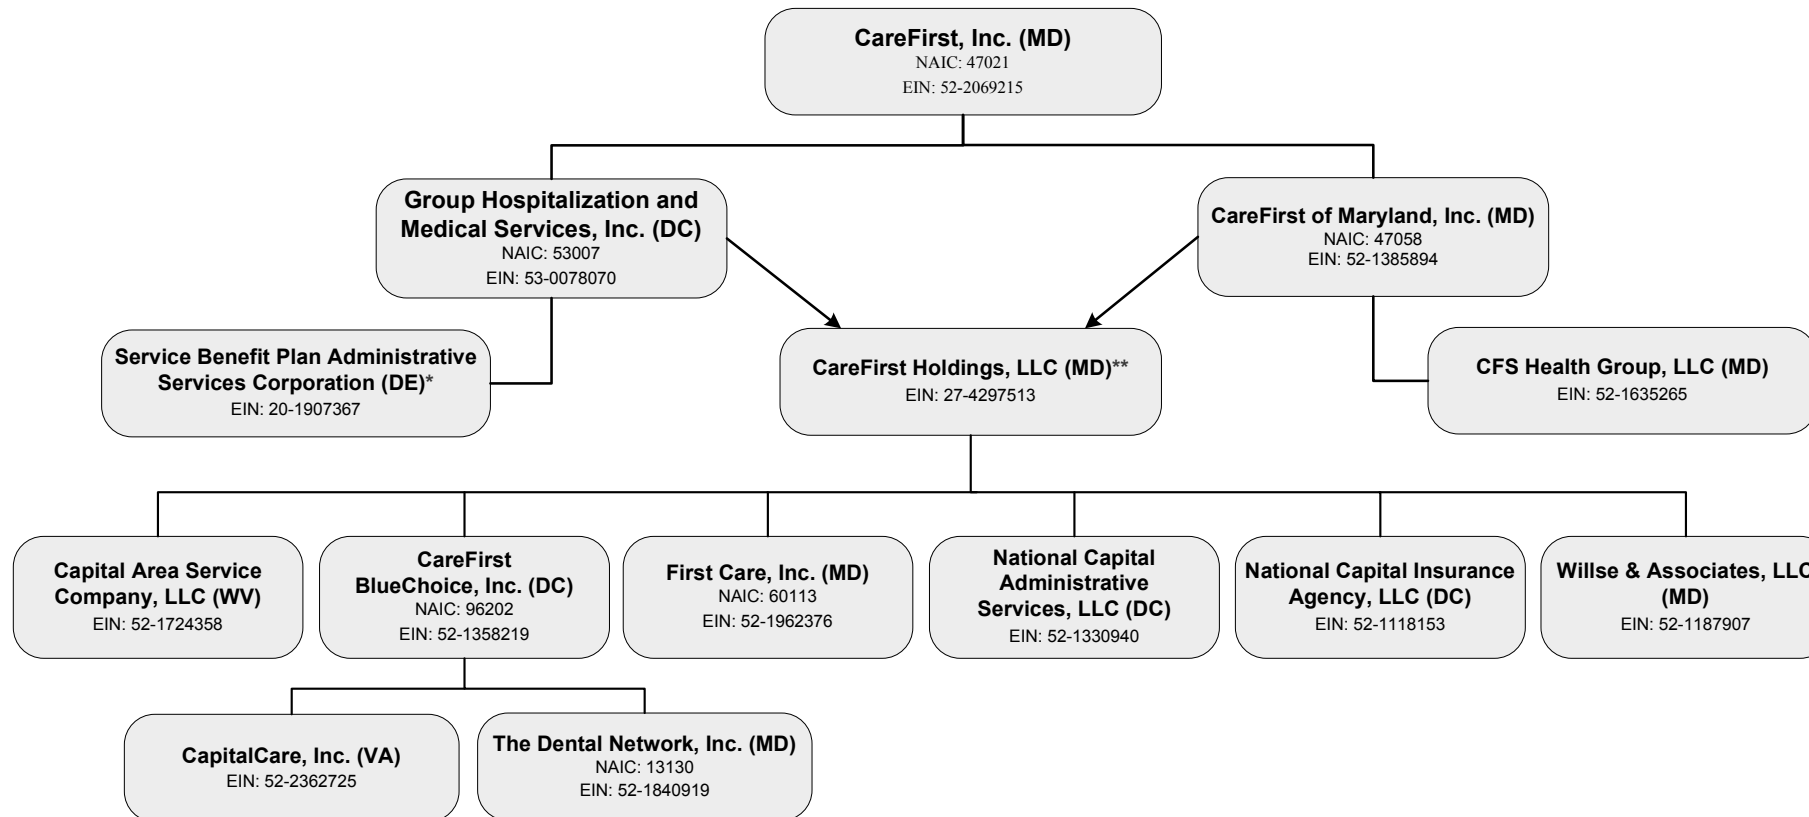 CareFirst, Inc. (MD)
NAIC: 47021
EIN: 52-2069215
Group Hospitalization and
Medical Services, Inc. (DC)
NAIC: 53007
EIN: 53-0078070
CareFirst of Maryland, Inc. (MD)
NAIC: 47058
EIN: 52-1385894
Service Benefit Plan Administrative
Services Corporation (DE)*
EIN: 20-1907367
CareFirst Holdings, LLC (MD)**
EIN: 27-4297513
CFS Health Group, LLC (MD)
EIN: 52-1635265
Capital Area Service
Company, LLC (WV)
EIN: 52-1724358
CareFirst
BlueChoice, Inc. (DC)
NAIC: 96202
EIN: 52-1358219
First Care, Inc. (MD)
NAIC: 60113
EIN: 52-1962376
National Capital
Administrative
Services, LLC (DC)
EIN: 52-1330940
National Capital Insurance
Agency, LLC (DC)
EIN: 52-1118153
Willse & Associates, LLC
(MD)
EIN: 52-1187907
CapitalCare, Inc. (VA)
EIN: 52-2362725
The Dental Network, Inc. (MD)
NAIC: 13130
EIN: 52-1840919